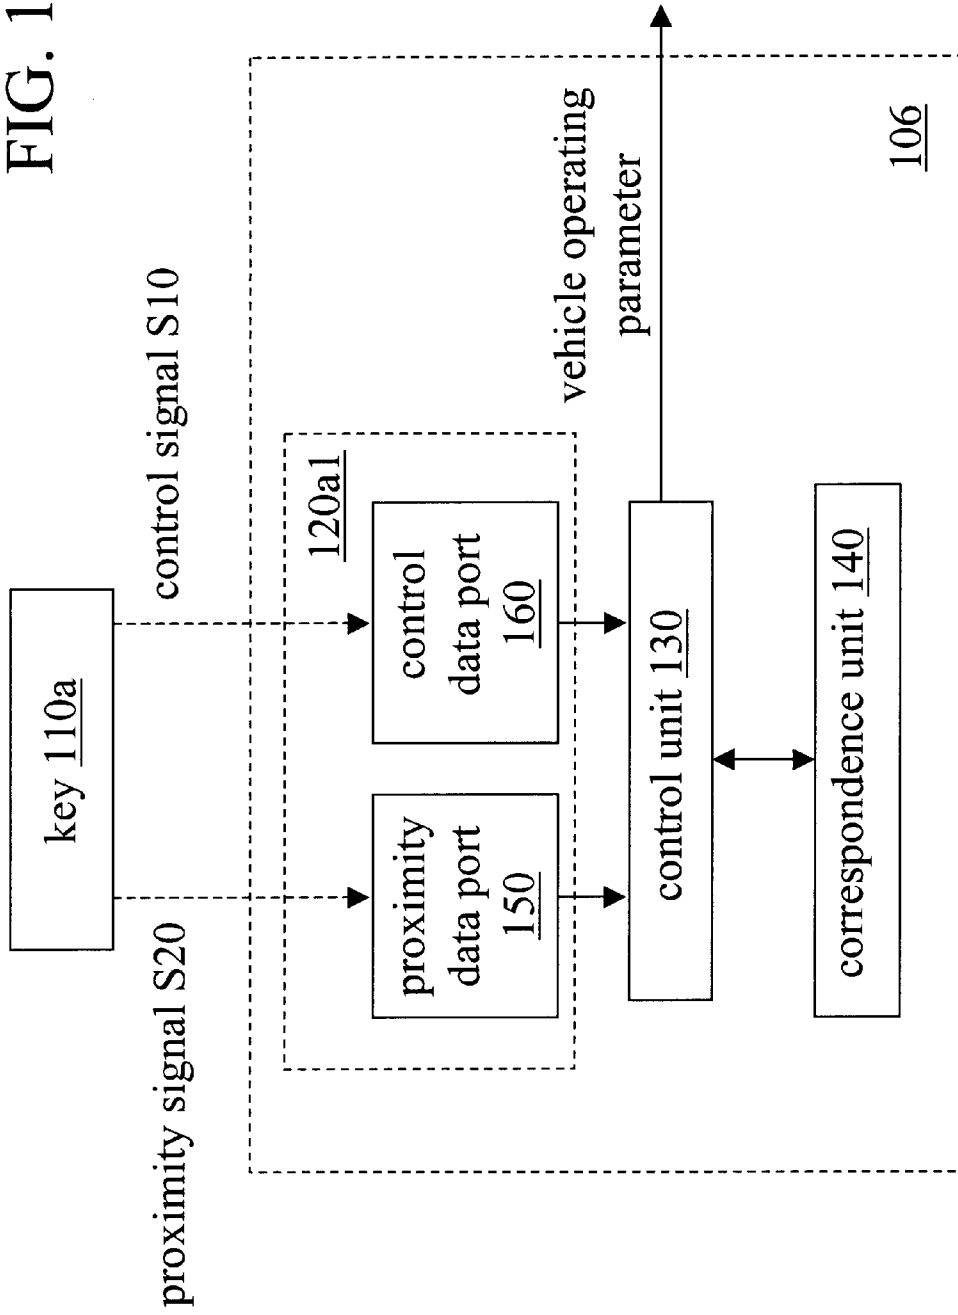 FIG. 1
key 110a
proximity signal S20
control signal S10
120a1
proximity
data port
150
control
data port
160
control unit 130
correspondence unit 140
vehicle operating
parameter
106